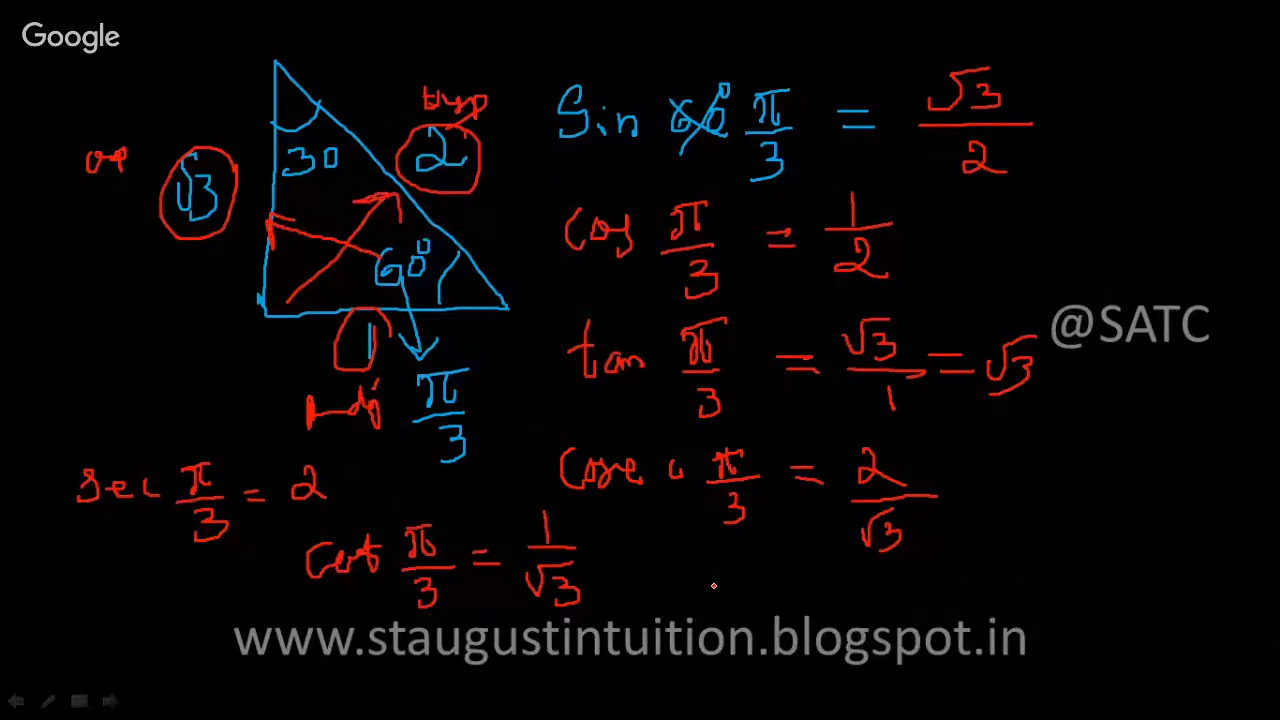 Google
Hyp
op √3 30 2
60°
1
Adj π/3
Sin 60° π/3 = √3/2
cos π/3 = 1/2
tan π/3 = √3/1 = √3
Cosec π/3 = 2/√3
Sec π/3 = 2
Cot π/3 = 1/√3
@SATC
www.staugustintuition.blogspot.in